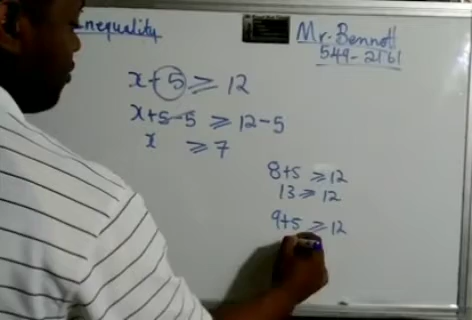 Inequality
Mr. Bennett
549-2161
x + 5 ≥ 12
x + 5 - 5 ≥ 12 - 5
x ≥ 7
8+5 ≥ 12
13 ≥ 12
9+5 ≥ 12